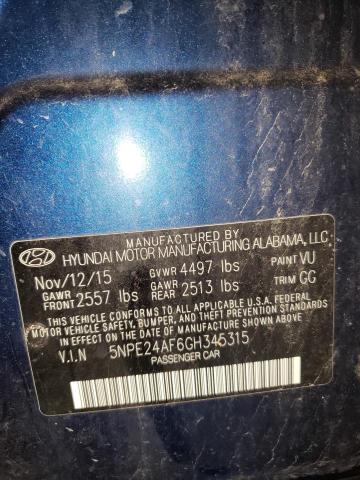 MANUFACTURED BY
HYUNDAI MOTOR MANUFACTURING ALABAMA, LLC
Nov/12/15 GVWR 4497 lbs PAINT VU
GAWR FRONT 2557 lbs GAWR REAR 2513 lbs TRIM GG
THIS VEHICLE CONFORMS TO ALL APPLICABLE U.S.A. FEDERAL
MOTOR VEHICLE SAFETY, BUMPER, AND THEFT PREVENTION
STANDARDS IN EFFECT ON THE DATE OF MANUFACTURE SHOWN ABOVE.
V.I.N 5NPE24AF6GH345315
PASSENGER CAR